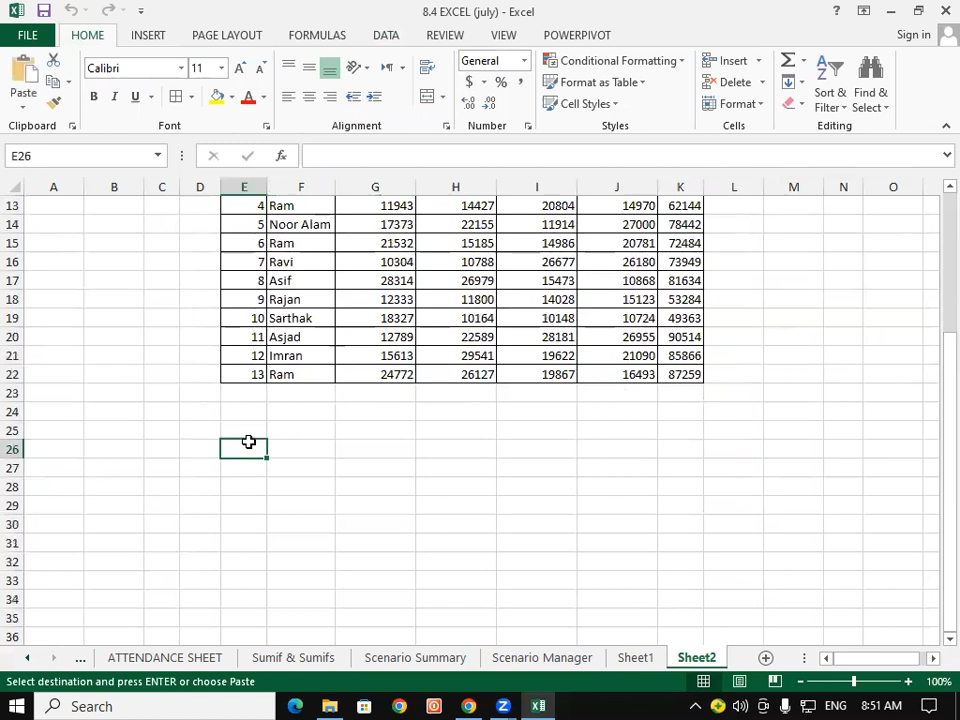 8.4 EXCEL (july) - Excel
?
FILE HOME INSERT PAGE LAYOUT FORMULAS DATA REVIEW VIEW POWERPIVOT Sign in
Paste
Calibri 11 A A
B I U A
General
$ % ,
Conditional Formatting
Format as Table
Cell Styles
Insert
Delete
Format
Sort & Filter
Find & Select
Clipboard Font Alignment Number Styles Cells Editing
E26 fx
A B C D E F G H I J K L M N O
13 4 Ram 11943 14427 20804 14970 62144
14 5 Noor Alam 17373 22155 11914 27000 78442
15 6 Ram 21532 15185 14986 20781 72484
16 7 Ravi 10304 10788 26677 26180 73949
17 8 Asif 28314 26979 15473 10868 81634
18 9 Rajan 12333 11800 14028 15123 53284
19 10 Sarthak 18327 10164 10148 10724 49363
20 11 Asjad 12789 22589 28181 26955 90514
21 12 Imran 15613 29541 19622 21090 85866
22 13 Ram 24772 26127 19867 16493 87259
23
24
25
26
27
28
29
30
31
32
33
34
35
36
... ATTENDANCE SHEET Sumif & Sumifs Scenario Summary Scenario Manager Sheet1 Sheet2
Select destination and press ENTER or choose Paste 100%
Search ENG 8:51 AM